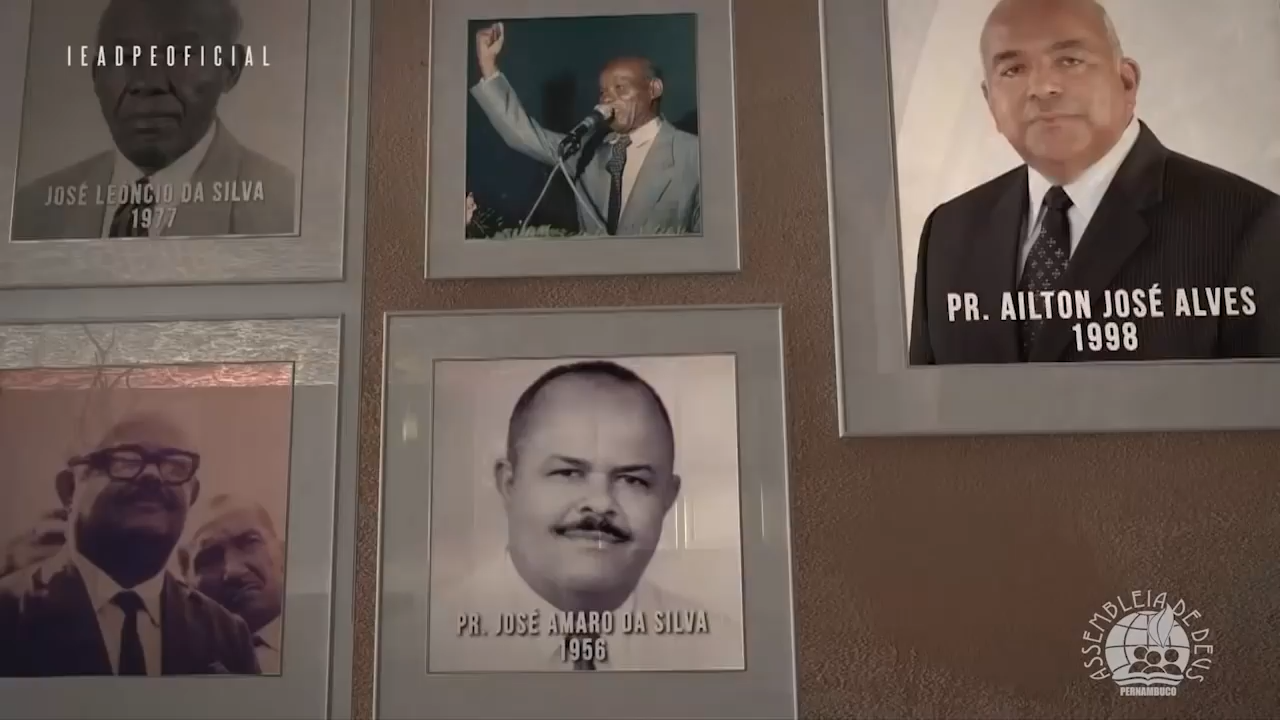 IEADPEOFICIAL
JOSÉ LEONCIO DA SILVA
1977
PR. AILTON JOSÉ ALVES
1998
PR. JOSÉ AMARO DA SILVA
1956
ASSEMBLEIA DE DEUS
PERNAMBUCO